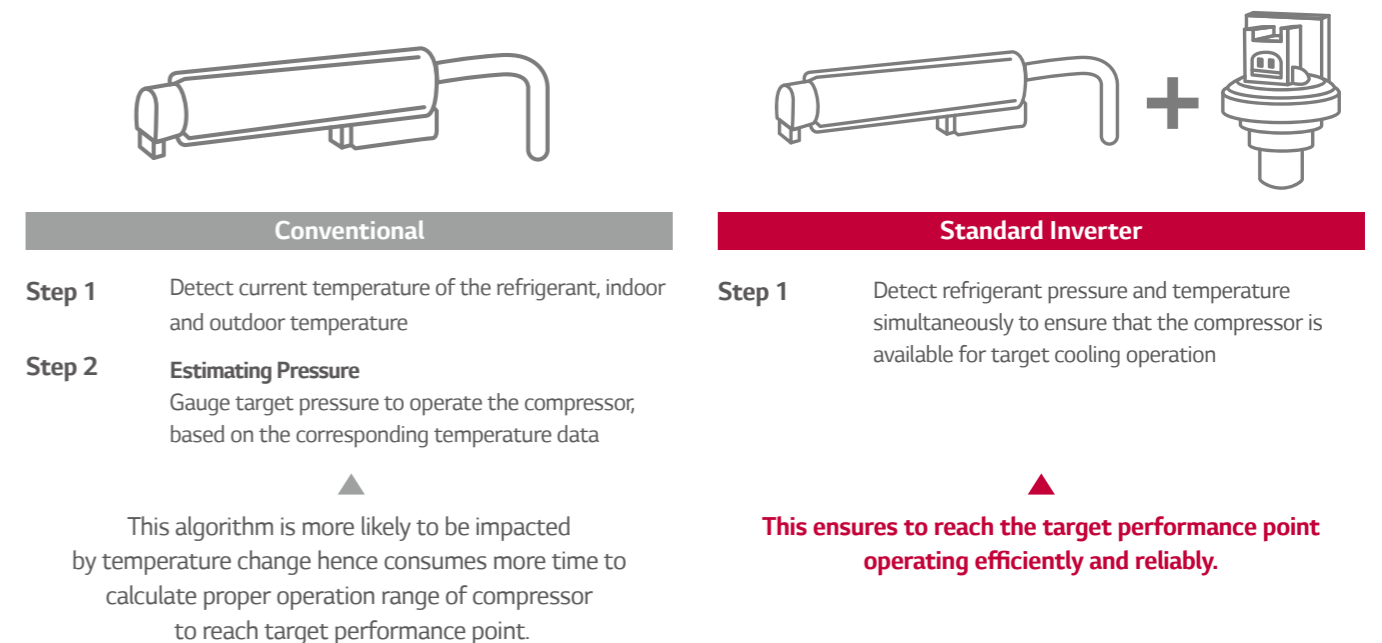 Conventional
Step 1
Detect current temperature of the refrigerant, indoor
and outdoor temperature
Step 2
Estimating Pressure
Gauge target pressure to operate the compressor,
based on the corresponding temperature data
This algorithm is more likely to be impacted
by temperature change hence consumes more time to
calculate proper operation range of compressor
to reach target performance point.
Standard Inverter
Step 1
Detect refrigerant pressure and temperature
simultaneously to ensure that the compressor is
available for target cooling operation
This ensures to reach the target performance point
operating efficiently and reliably.